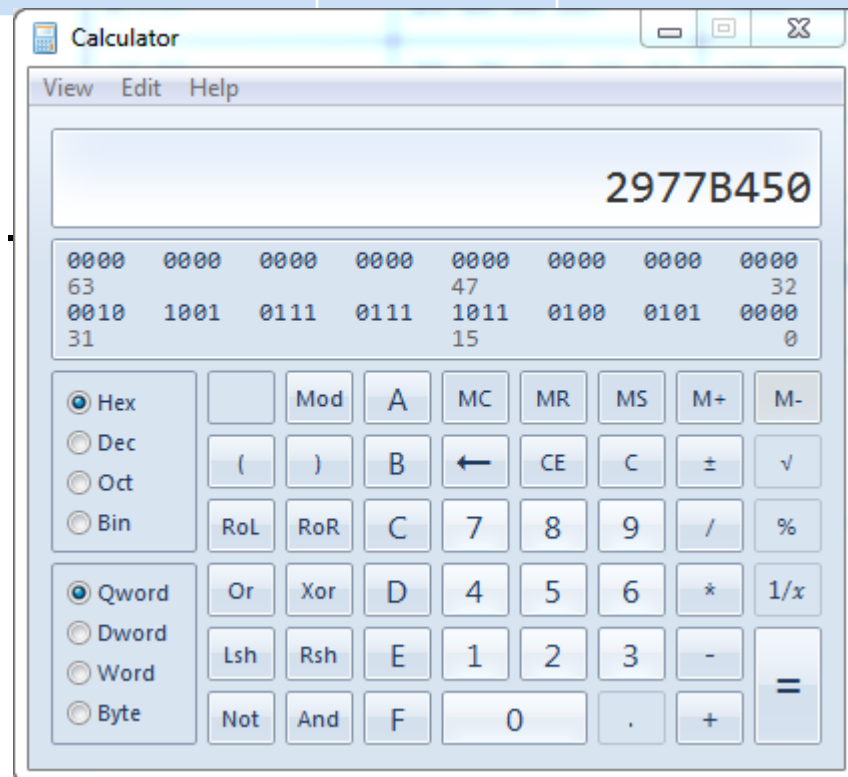 Calculator
View Edit Help
2977B450
0000 0000 0000 0000 0000 0000 0000 0000
63 47 32
0010 1001 0111 0111 1011 0100 0101 0000
31 15 0
Hex Mod A MC MR MS M+ M-
Dec
( ) B ← CE C ± √
Oct
Bin RoL RoR C 7 8 9 / %
Qword Or Xor D 4 5 6 * 1/x
Dword
Lsh Rsh E 1 2 3 - =
Word
Byte Not And F 0 . +